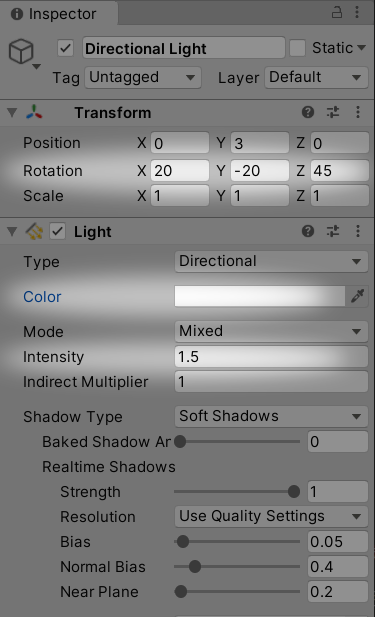 Inspector
Directional Light Static
Tag Untagged Layer Default
Transform
Position X 0 Y 3 Z 0
Rotation X 20 Y -20 Z 45
Scale X 1 Y 1 Z 1
Light
Type Directional
Color
Mode Mixed
Intensity 1.5
Indirect Multiplier 1
Shadow Type Soft Shadows
Baked Shadow Ar 0
Realtime Shadows
Strength 1
Resolution Use Quality Settings
Bias 0.05
Normal Bias 0.4
Near Plane 0.2